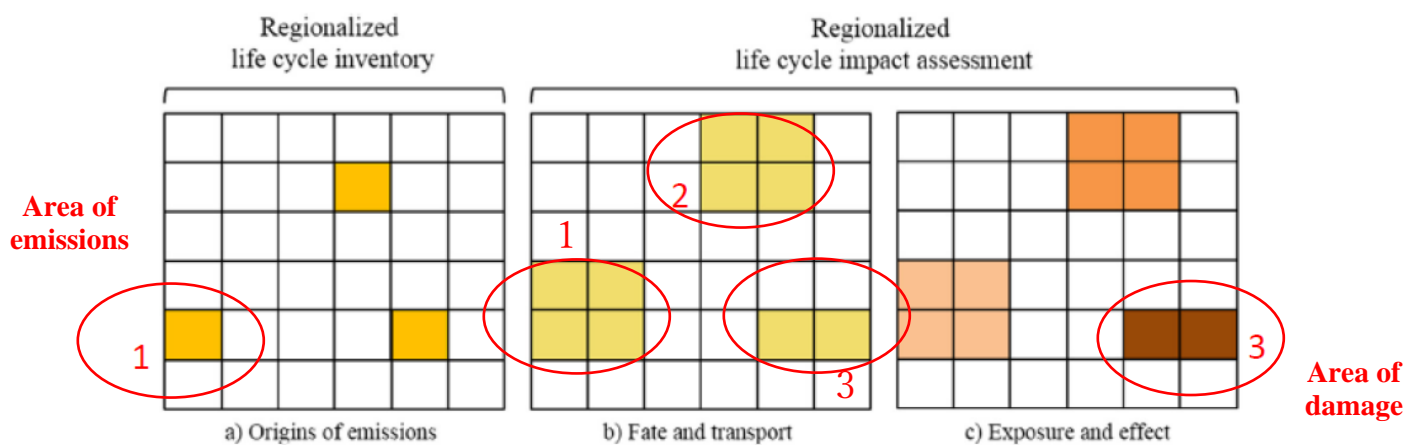 Regionalized
life cycle inventory
Regionalized
life cycle impact assessment
Area of
emissions
1
2
1
3
3
Area of
damage
a) Origins of emissions
b) Fate and transport
c) Exposure and effect